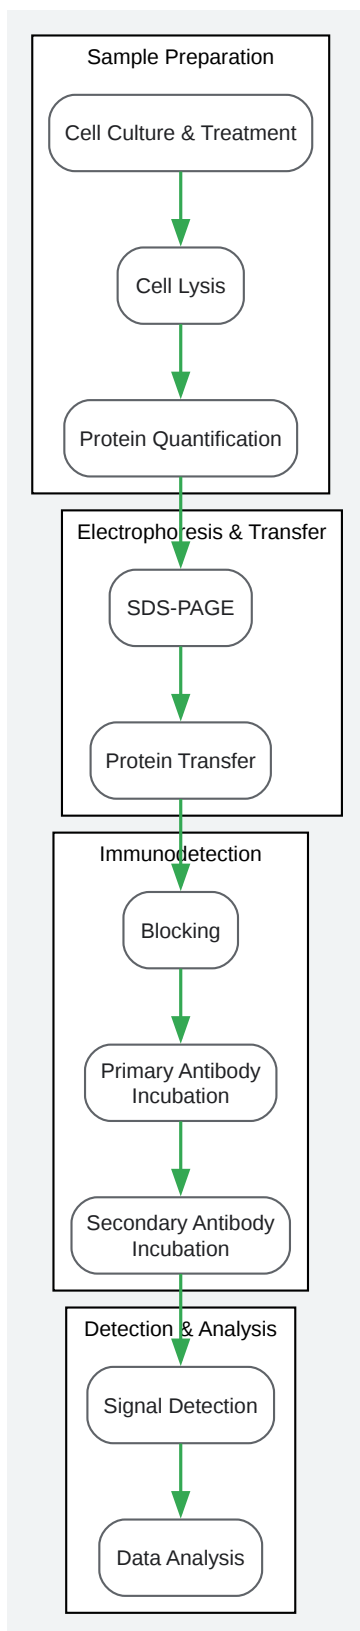 Sample Preparation
Cell Culture & Treatment
Cell Lysis
Protein Quantification
Electrophoresis & Transfer
SDS-PAGE
Protein Transfer
Immunodetection
Blocking
Primary Antibody
Incubation
Secondary Antibody
Incubation
Detection & Analysis
Signal Detection
Data Analysis